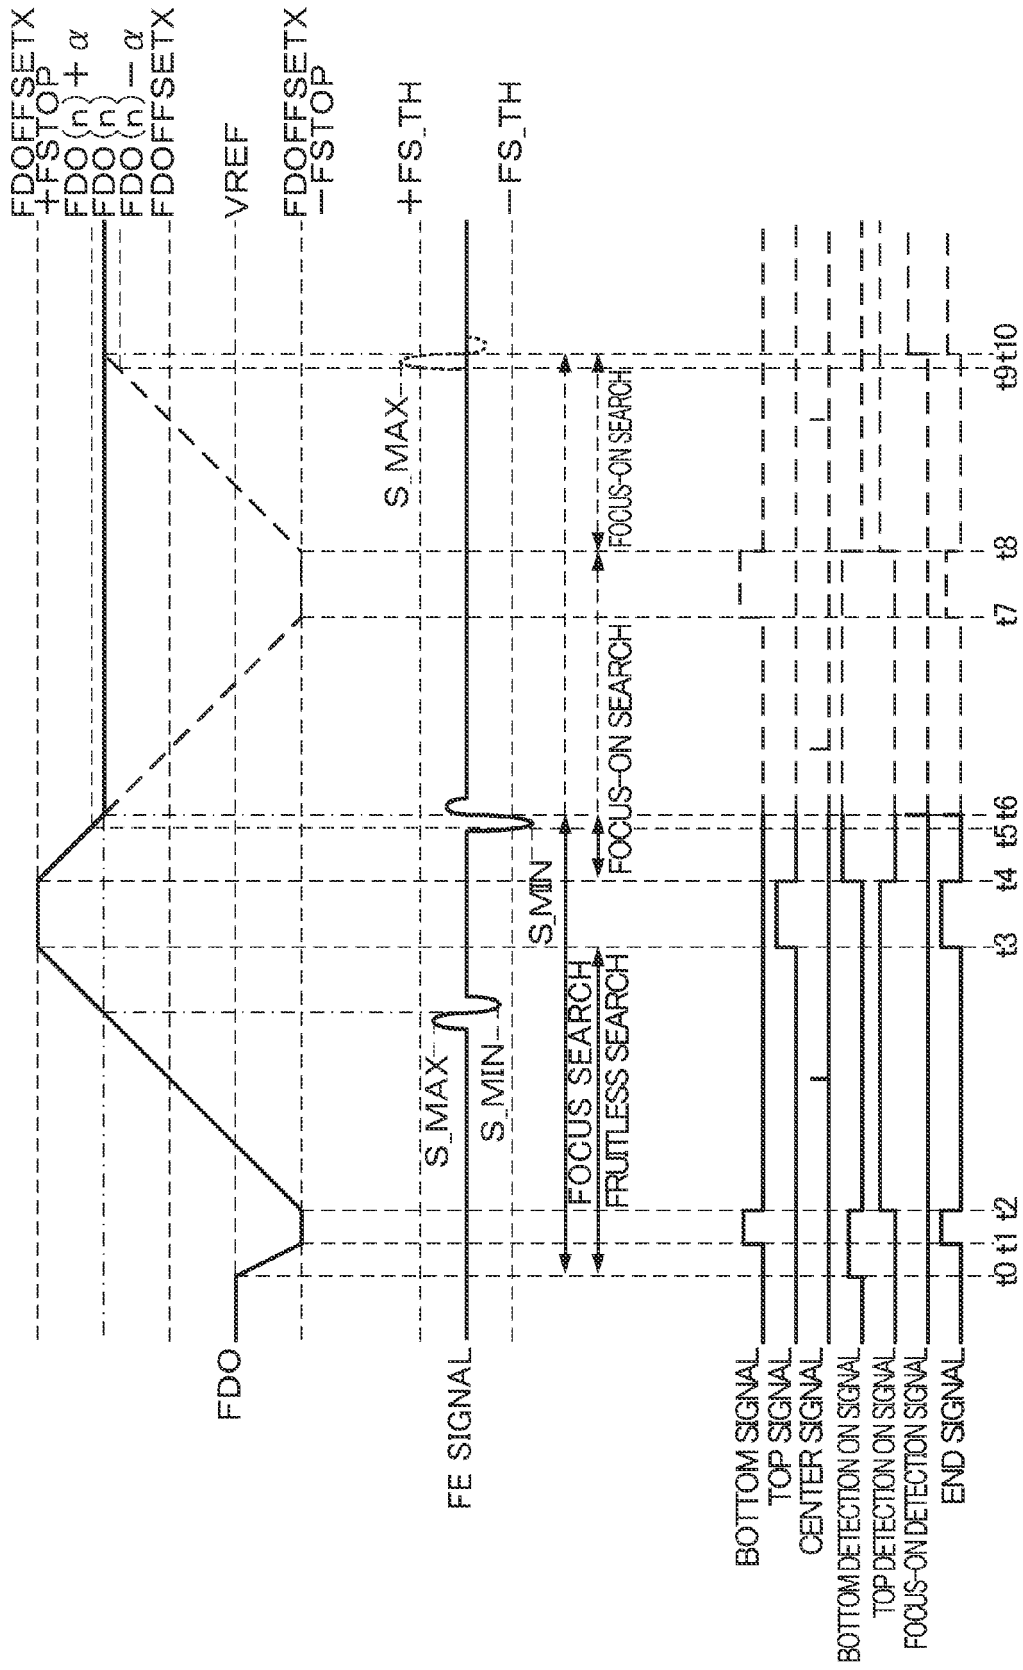 FDOFFSETX
+FSTOP
FDO(n)+α
FDO(n)
FDO(n)-α
FDOFFSETX
VREF
FDOFFSETX
-FSTOP
+FS_TH
-FS_TH
FDO
FE SIGNAL
S_MAX
S_MIN
S_MIN
S_MAX
FOCUS SEARCH
FRUITLESS SEARCH
FOCUS-ON SEARCH
FOCUS-ON SEARCH
BOTTOM SIGNAL
TOP SIGNAL
CENTER SIGNAL
BOTTOM DETECTION ON SIGNAL
TOP DETECTION ON SIGNAL
FOCUS-ON DETECTION SIGNAL
END SIGNAL
t0 t1 t2 t3 t4 t5 t6 t7 t8 t9 t10